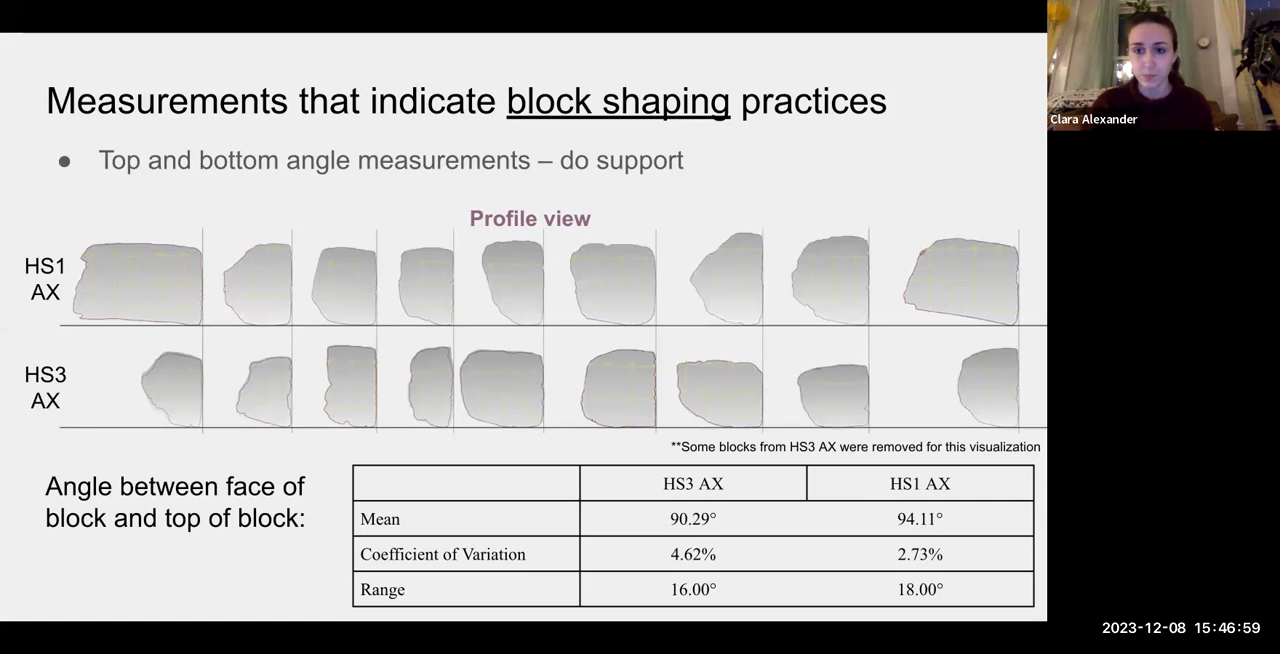 Measurements that indicate block shaping practices
● Top and bottom angle measurements – do support
Profile view
HS1
AX
HS3
AX
**Some blocks from HS3 AX were removed for this visualization
Angle between face of
block and top of block:
HS3 AX HS1 AX
Mean 90.29° 94.11°
Coefficient of Variation 4.62% 2.73%
Range 16.00° 18.00°
Clara Alexander
2023-12-08 15:46:59